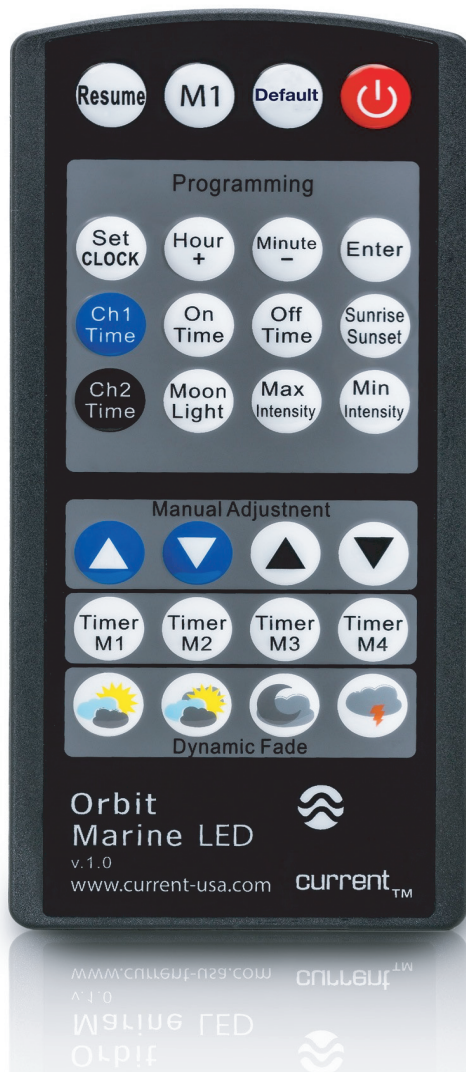 Resume M1 Default
Programming
Set CLOCK
Hour +
Minute −
Enter
Ch1 Time
On Time
Off Time
Sunrise Sunset
Ch2 Time
Moon Light
Max Intensity
Min Intensity
Manual Adjustnent
Timer M1
Timer M2
Timer M3
Timer M4
Dynamic Fade
Orbit
Marine LED
v.1.0
www.current-usa.com
current™